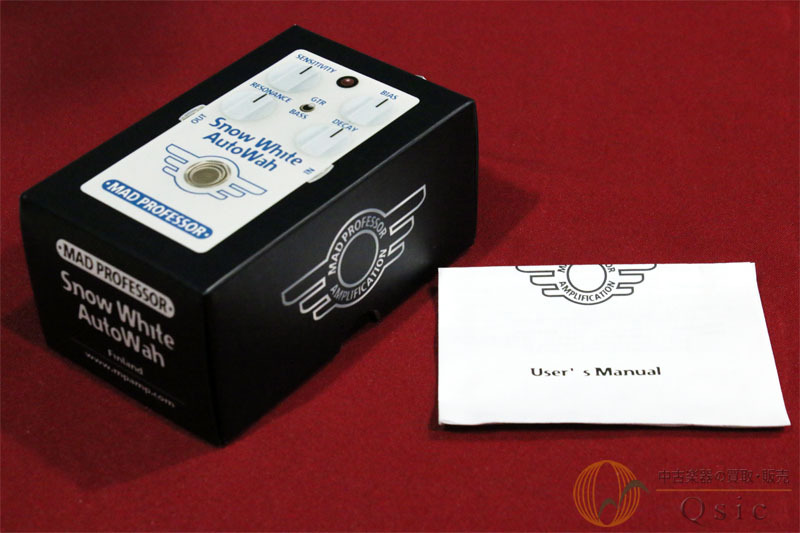 SENSITIVITY
BIAS
RESONANCE
GTR
BASS
DECAY
OUT
IN
Snow White
AutoWah
·MAD PROFESSOR·
·MAD PROFESSOR·
Snow White
AutoWah
Finland
www.mpamp.com
MAD PROFESSOR
AMPLIFICATION
AMPLIFICATION
User's Manual
中古楽器の買取・販売
Qsic